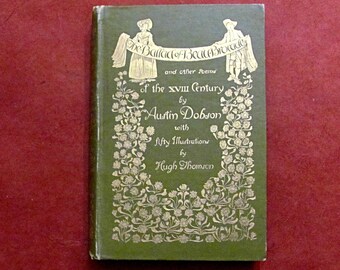 The Ballad of Beau Brocade
and other Poems
of the XVIII Century
by
Austin Dobson
with
fifty Illustrations
by
Hugh Thomson